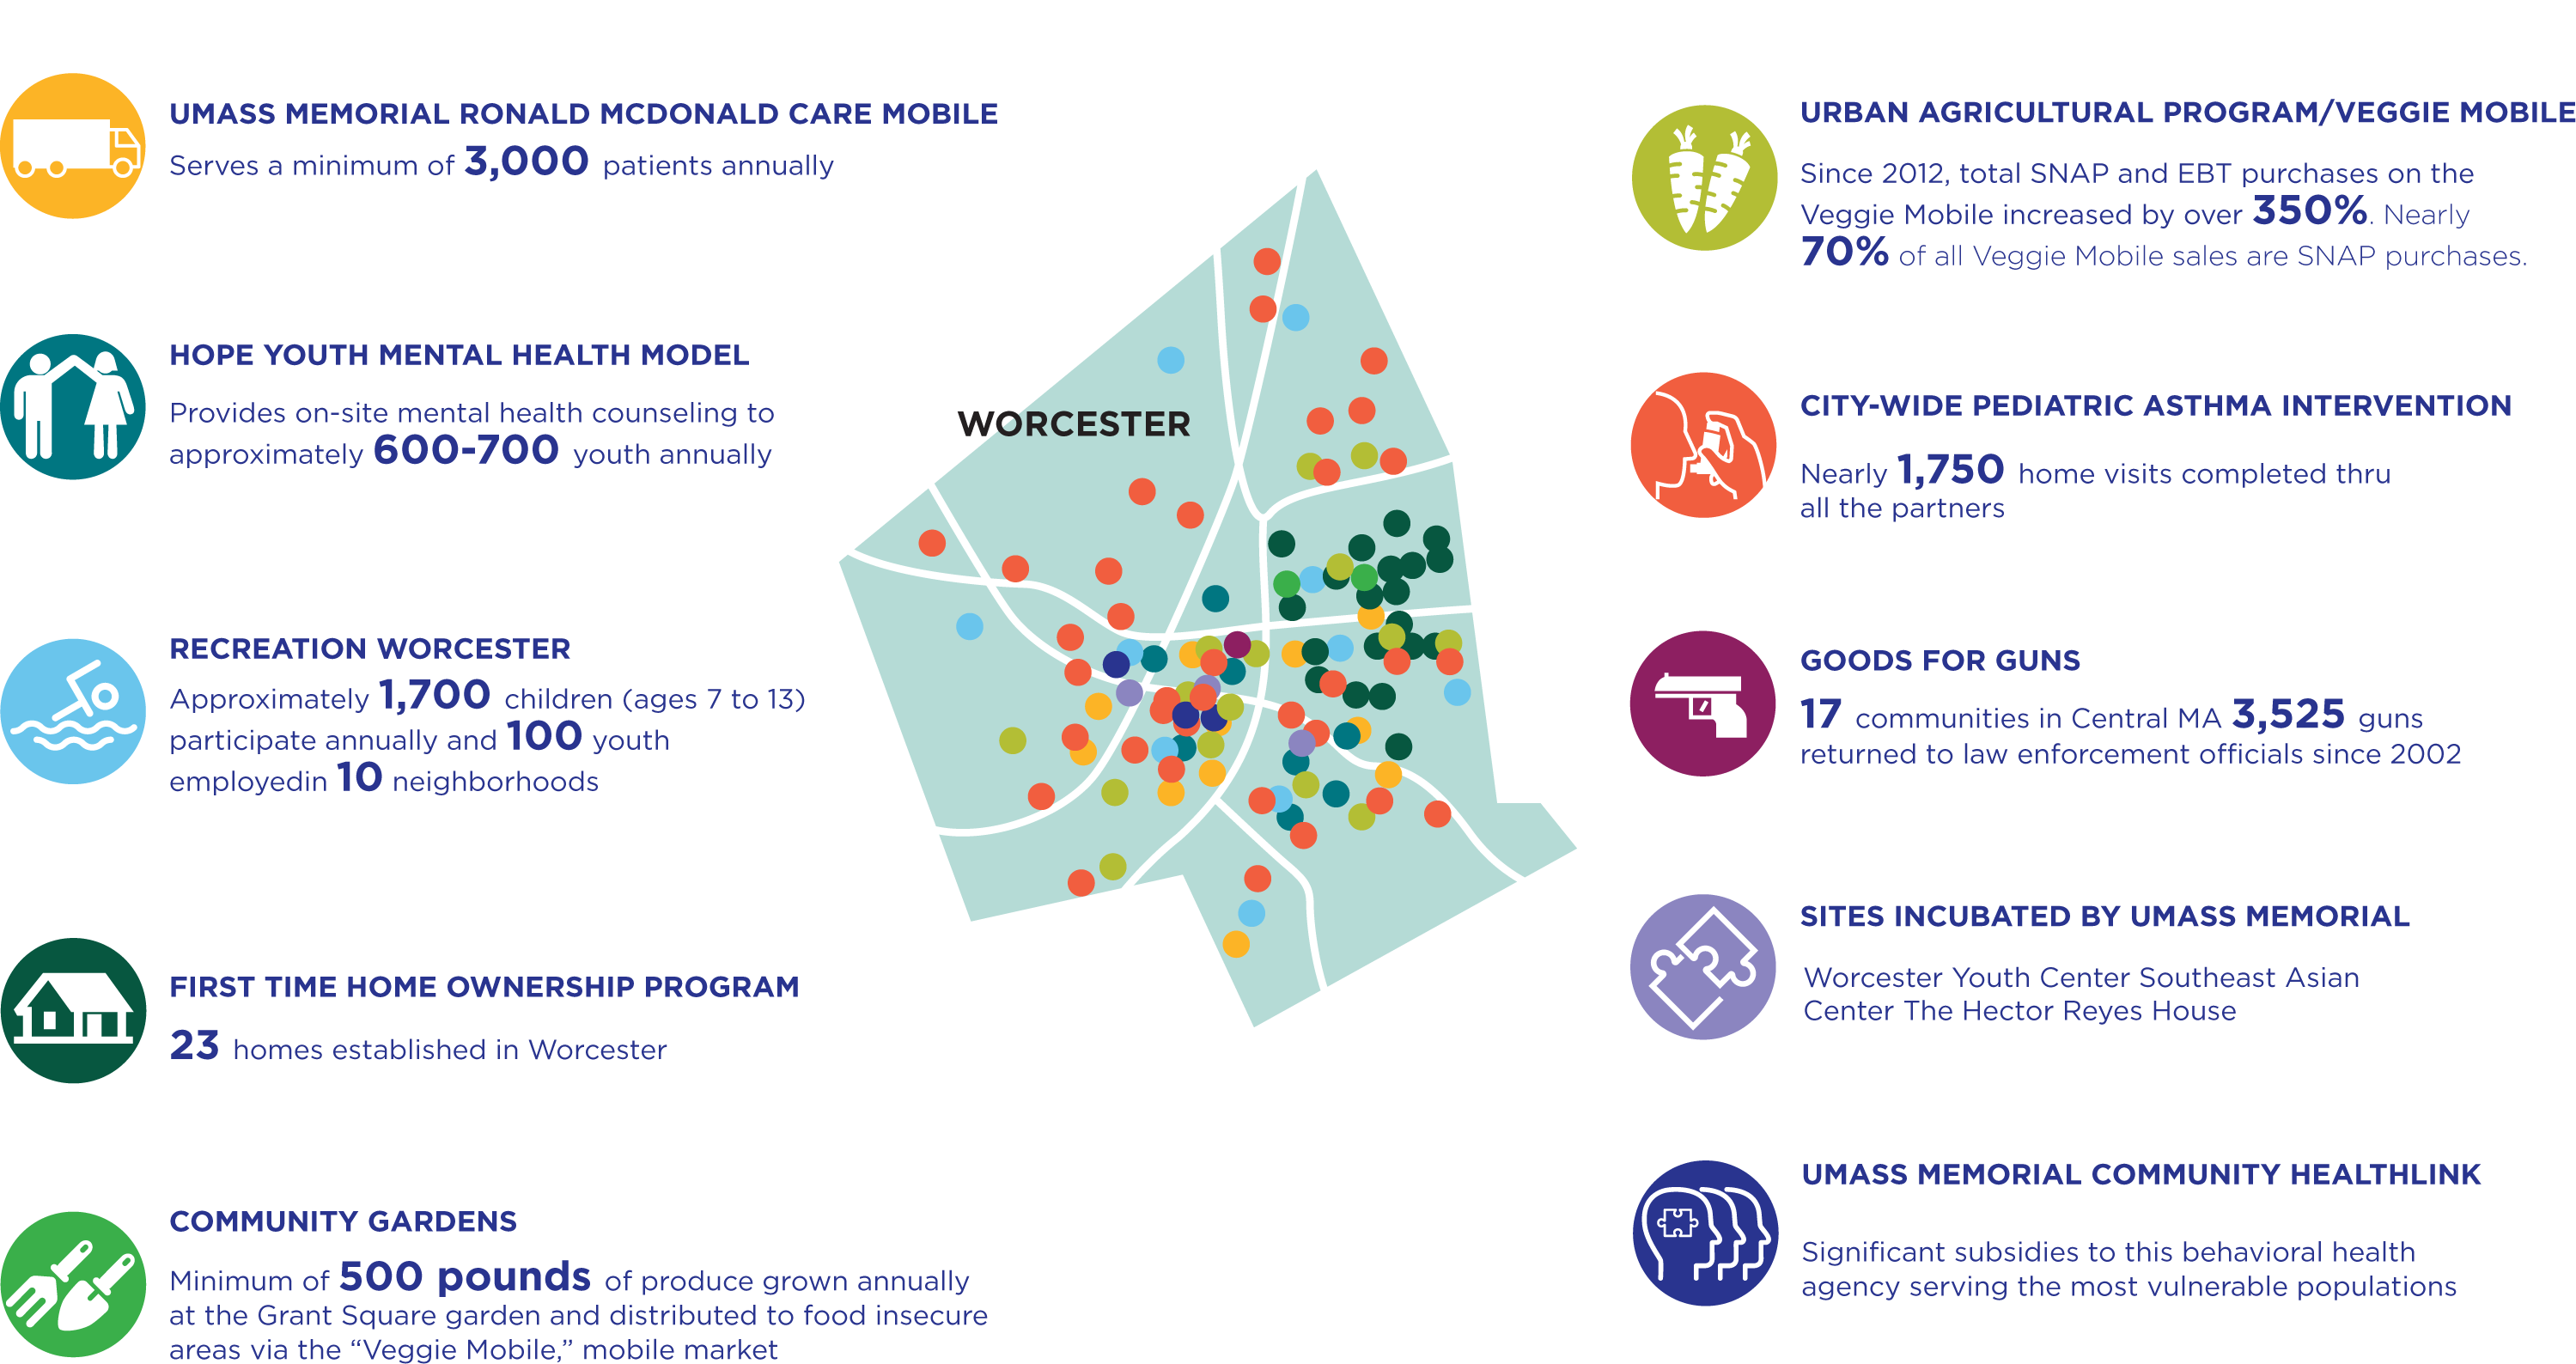 UMASS MEMORIAL RONALD MCDONALD CARE MOBILE
Serves a minimum of 3,000 patients annually
HOPE YOUTH MENTAL HEALTH MODEL
Provides on-site mental health counseling to
approximately 600-700 youth annually
RECREATION WORCESTER
Approximately 1,700 children (ages 7 to 13)
participate annually and 100 youth
employedin 10 neighborhoods
FIRST TIME HOME OWNERSHIP PROGRAM
23 homes established in Worcester
COMMUNITY GARDENS
Minimum of 500 pounds of produce grown annually
at the Grant Square garden and distributed to food insecure
areas via the “Veggie Mobile,” mobile market
WORCESTER
URBAN AGRICULTURAL PROGRAM/VEGGIE MOBILE
Since 2012, total SNAP and EBT purchases on the
Veggie Mobile increased by over 350%. Nearly
70% of all Veggie Mobile sales are SNAP purchases.
CITY-WIDE PEDIATRIC ASTHMA INTERVENTION
Nearly 1,750 home visits completed thru
all the partners
GOODS FOR GUNS
17 communities in Central MA 3,525 guns
returned to law enforcement officials since 2002
SITES INCUBATED BY UMASS MEMORIAL
Worcester Youth Center Southeast Asian
Center The Hector Reyes House
UMASS MEMORIAL COMMUNITY HEALTHLINK
Significant subsidies to this behavioral health
agency serving the most vulnerable populations